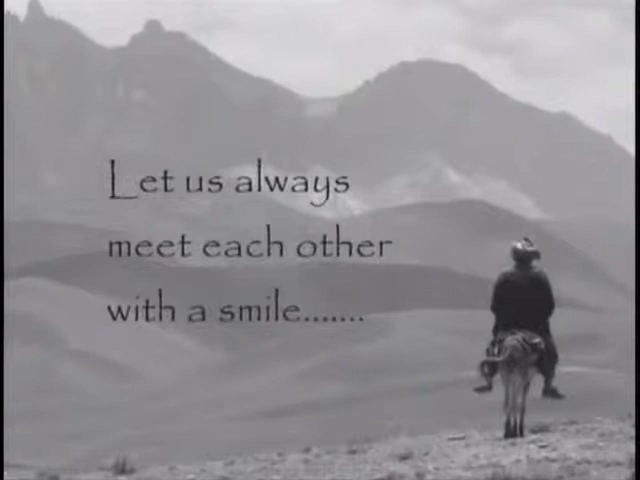 Let us always
meet each other
with a smile.......